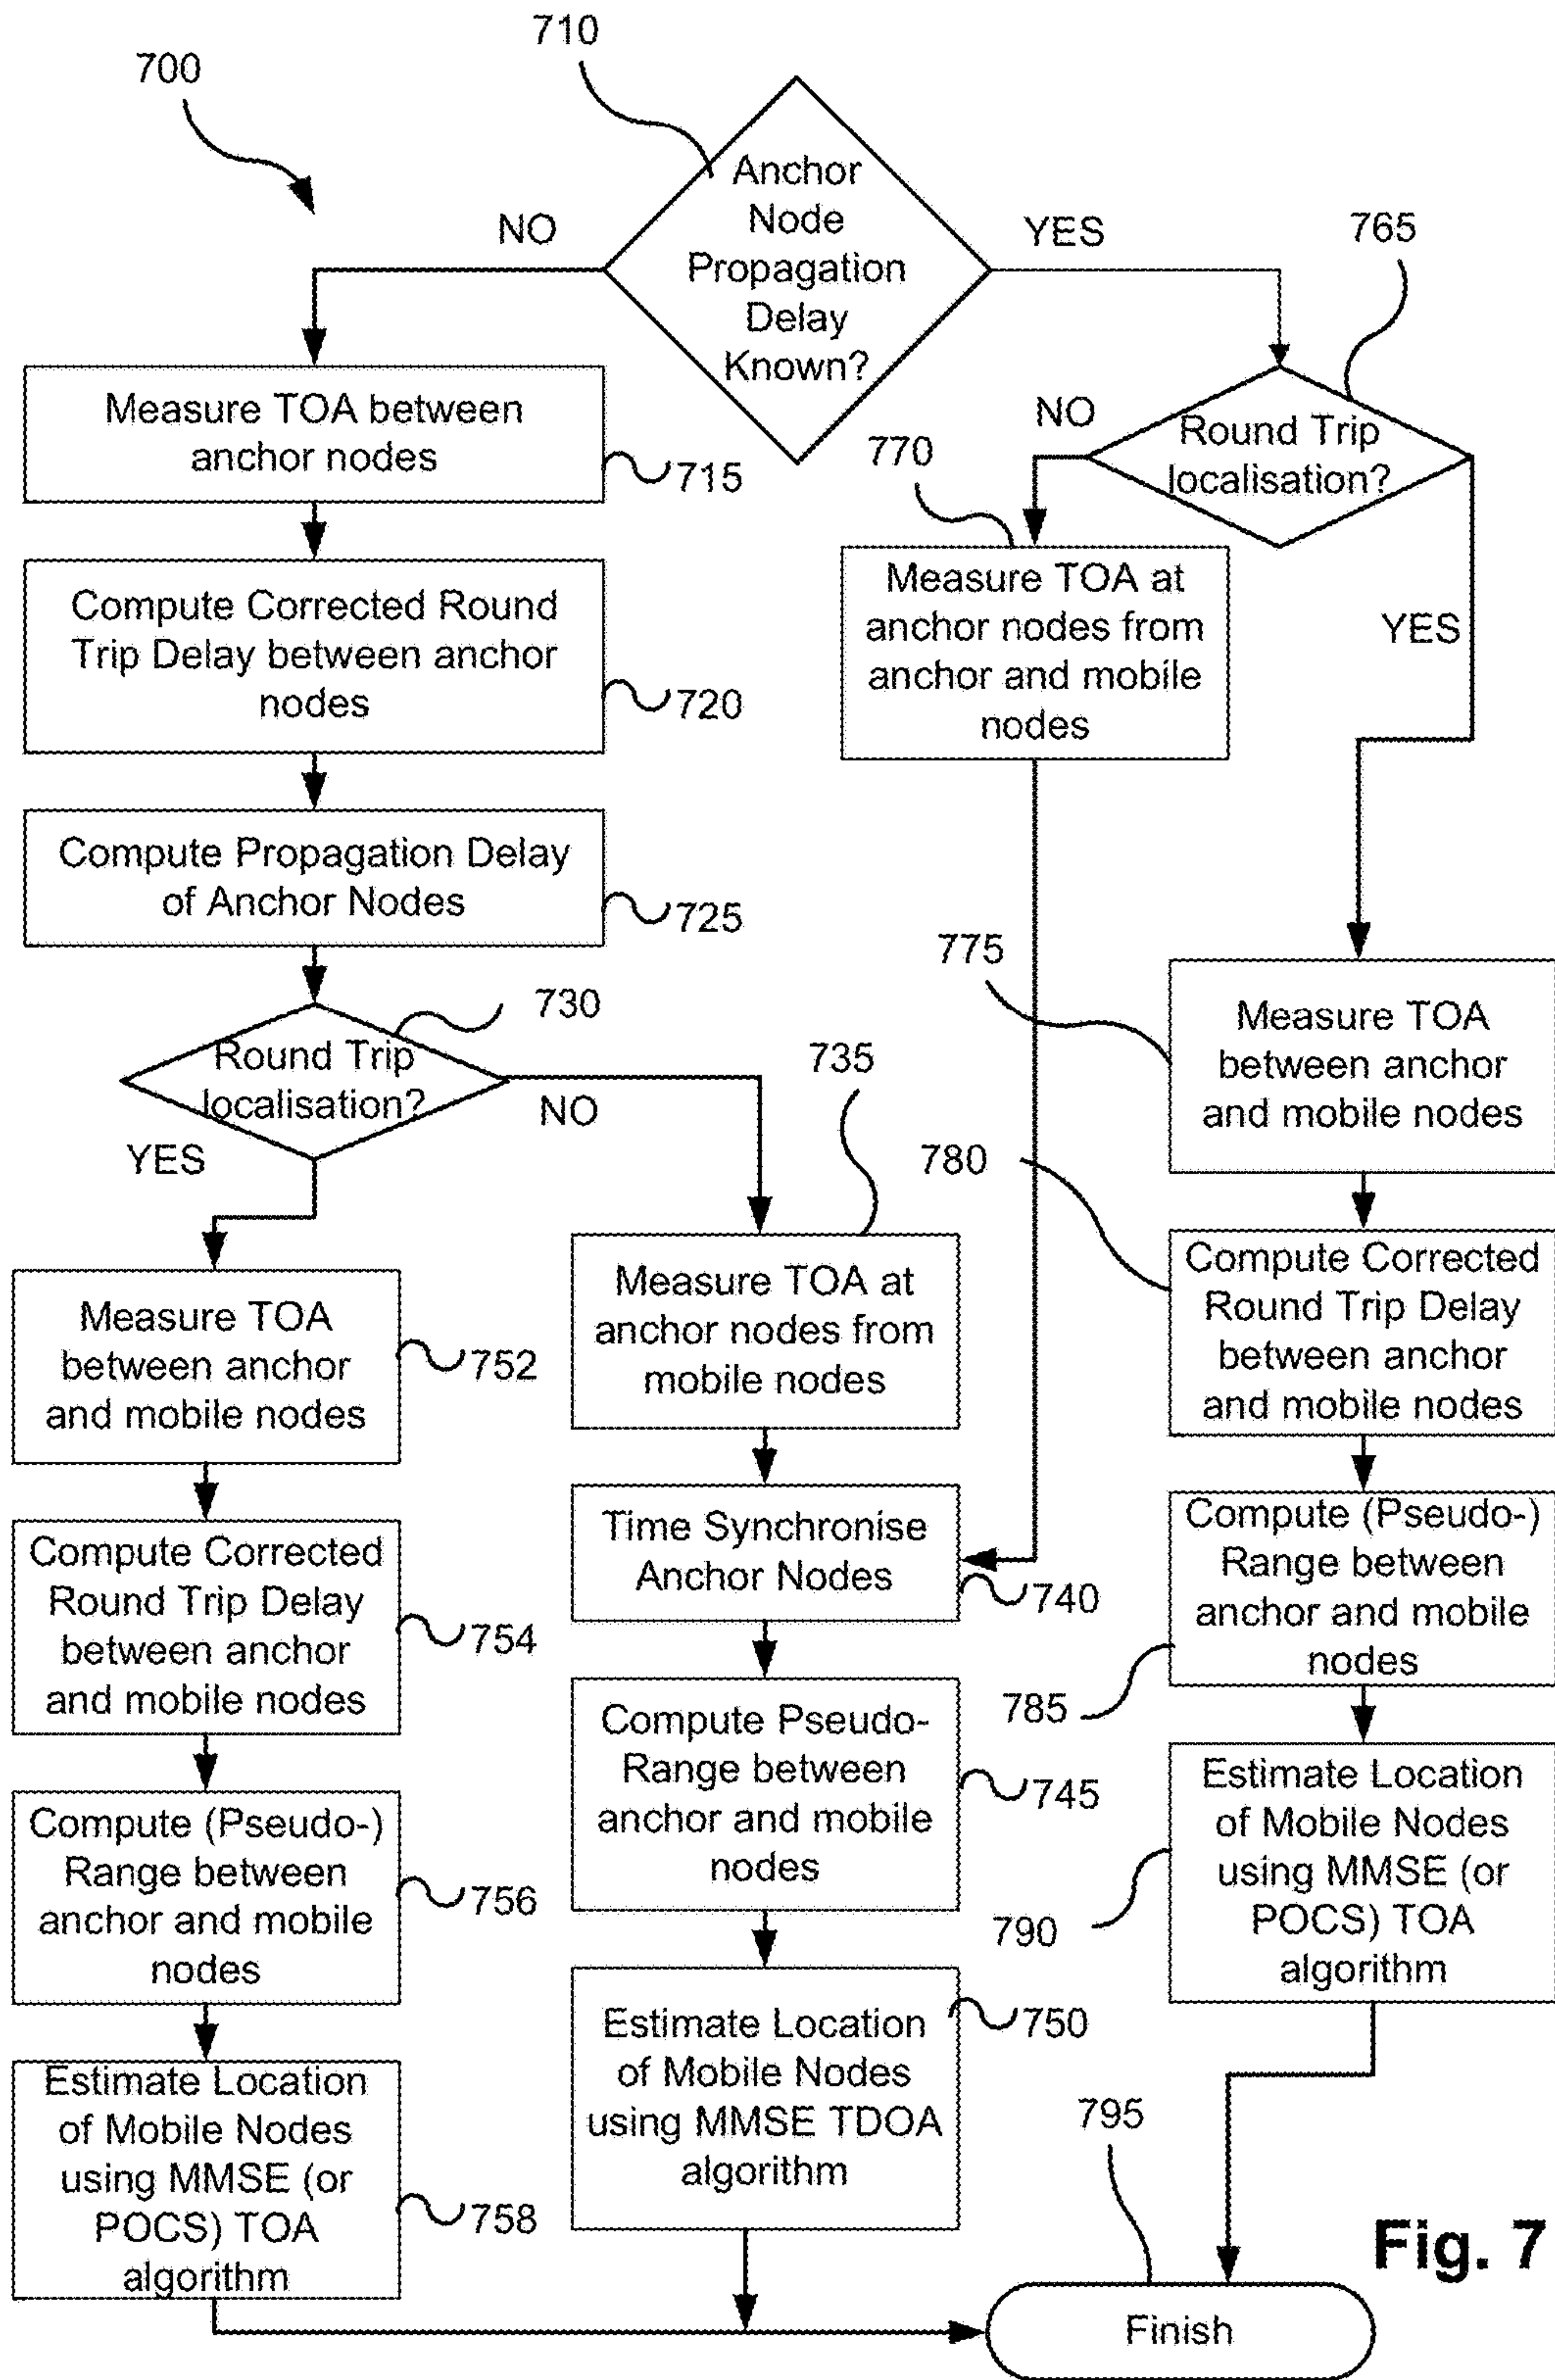 710
700
Anchor
Node
Propagation
Delay
Known?
NO
YES
765
Measure TOA between
anchor nodes
715
NO
Round Trip
localisation?
770
YES
Measure TOA at
anchor nodes from
anchor and mobile
nodes
Compute Corrected Round
Trip Delay between anchor
nodes
720
Compute Propagation Delay
of Anchor Nodes
725
730
Round Trip
localisation?
YES
NO
735
775
Measure TOA
between anchor
and mobile nodes
780
Measure TOA
between anchor
and mobile nodes
752
Measure TOA at
anchor nodes from
mobile nodes
Compute Corrected
Round Trip Delay
between anchor
and mobile nodes
Compute Corrected
Round Trip Delay
between anchor
and mobile nodes
754
Time Synchronise
Anchor Nodes
740
Compute (Pseudo-)
Range between
anchor and mobile
nodes
785
Compute (Pseudo-)
Range between
anchor and mobile
nodes
756
Compute Pseudo-
Range between
anchor and mobile
nodes
745
Estimate Location
of Mobile Nodes
using MMSE (or
POCS) TOA
algorithm
790
Estimate Location
of Mobile Nodes
using MMSE (or
POCS) TOA
algorithm
758
Estimate Location
of Mobile Nodes
using MMSE TDOA
algorithm
750
795
Finish
Fig. 7